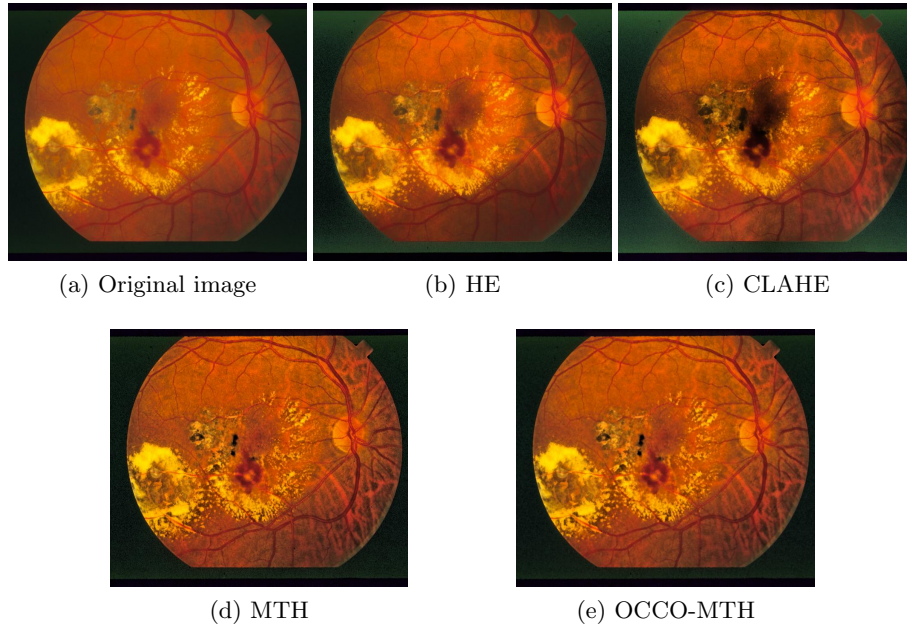 (a) Original image
(b) HE
(c) CLAHE
(d) MTH
(e) OCCO-MTH